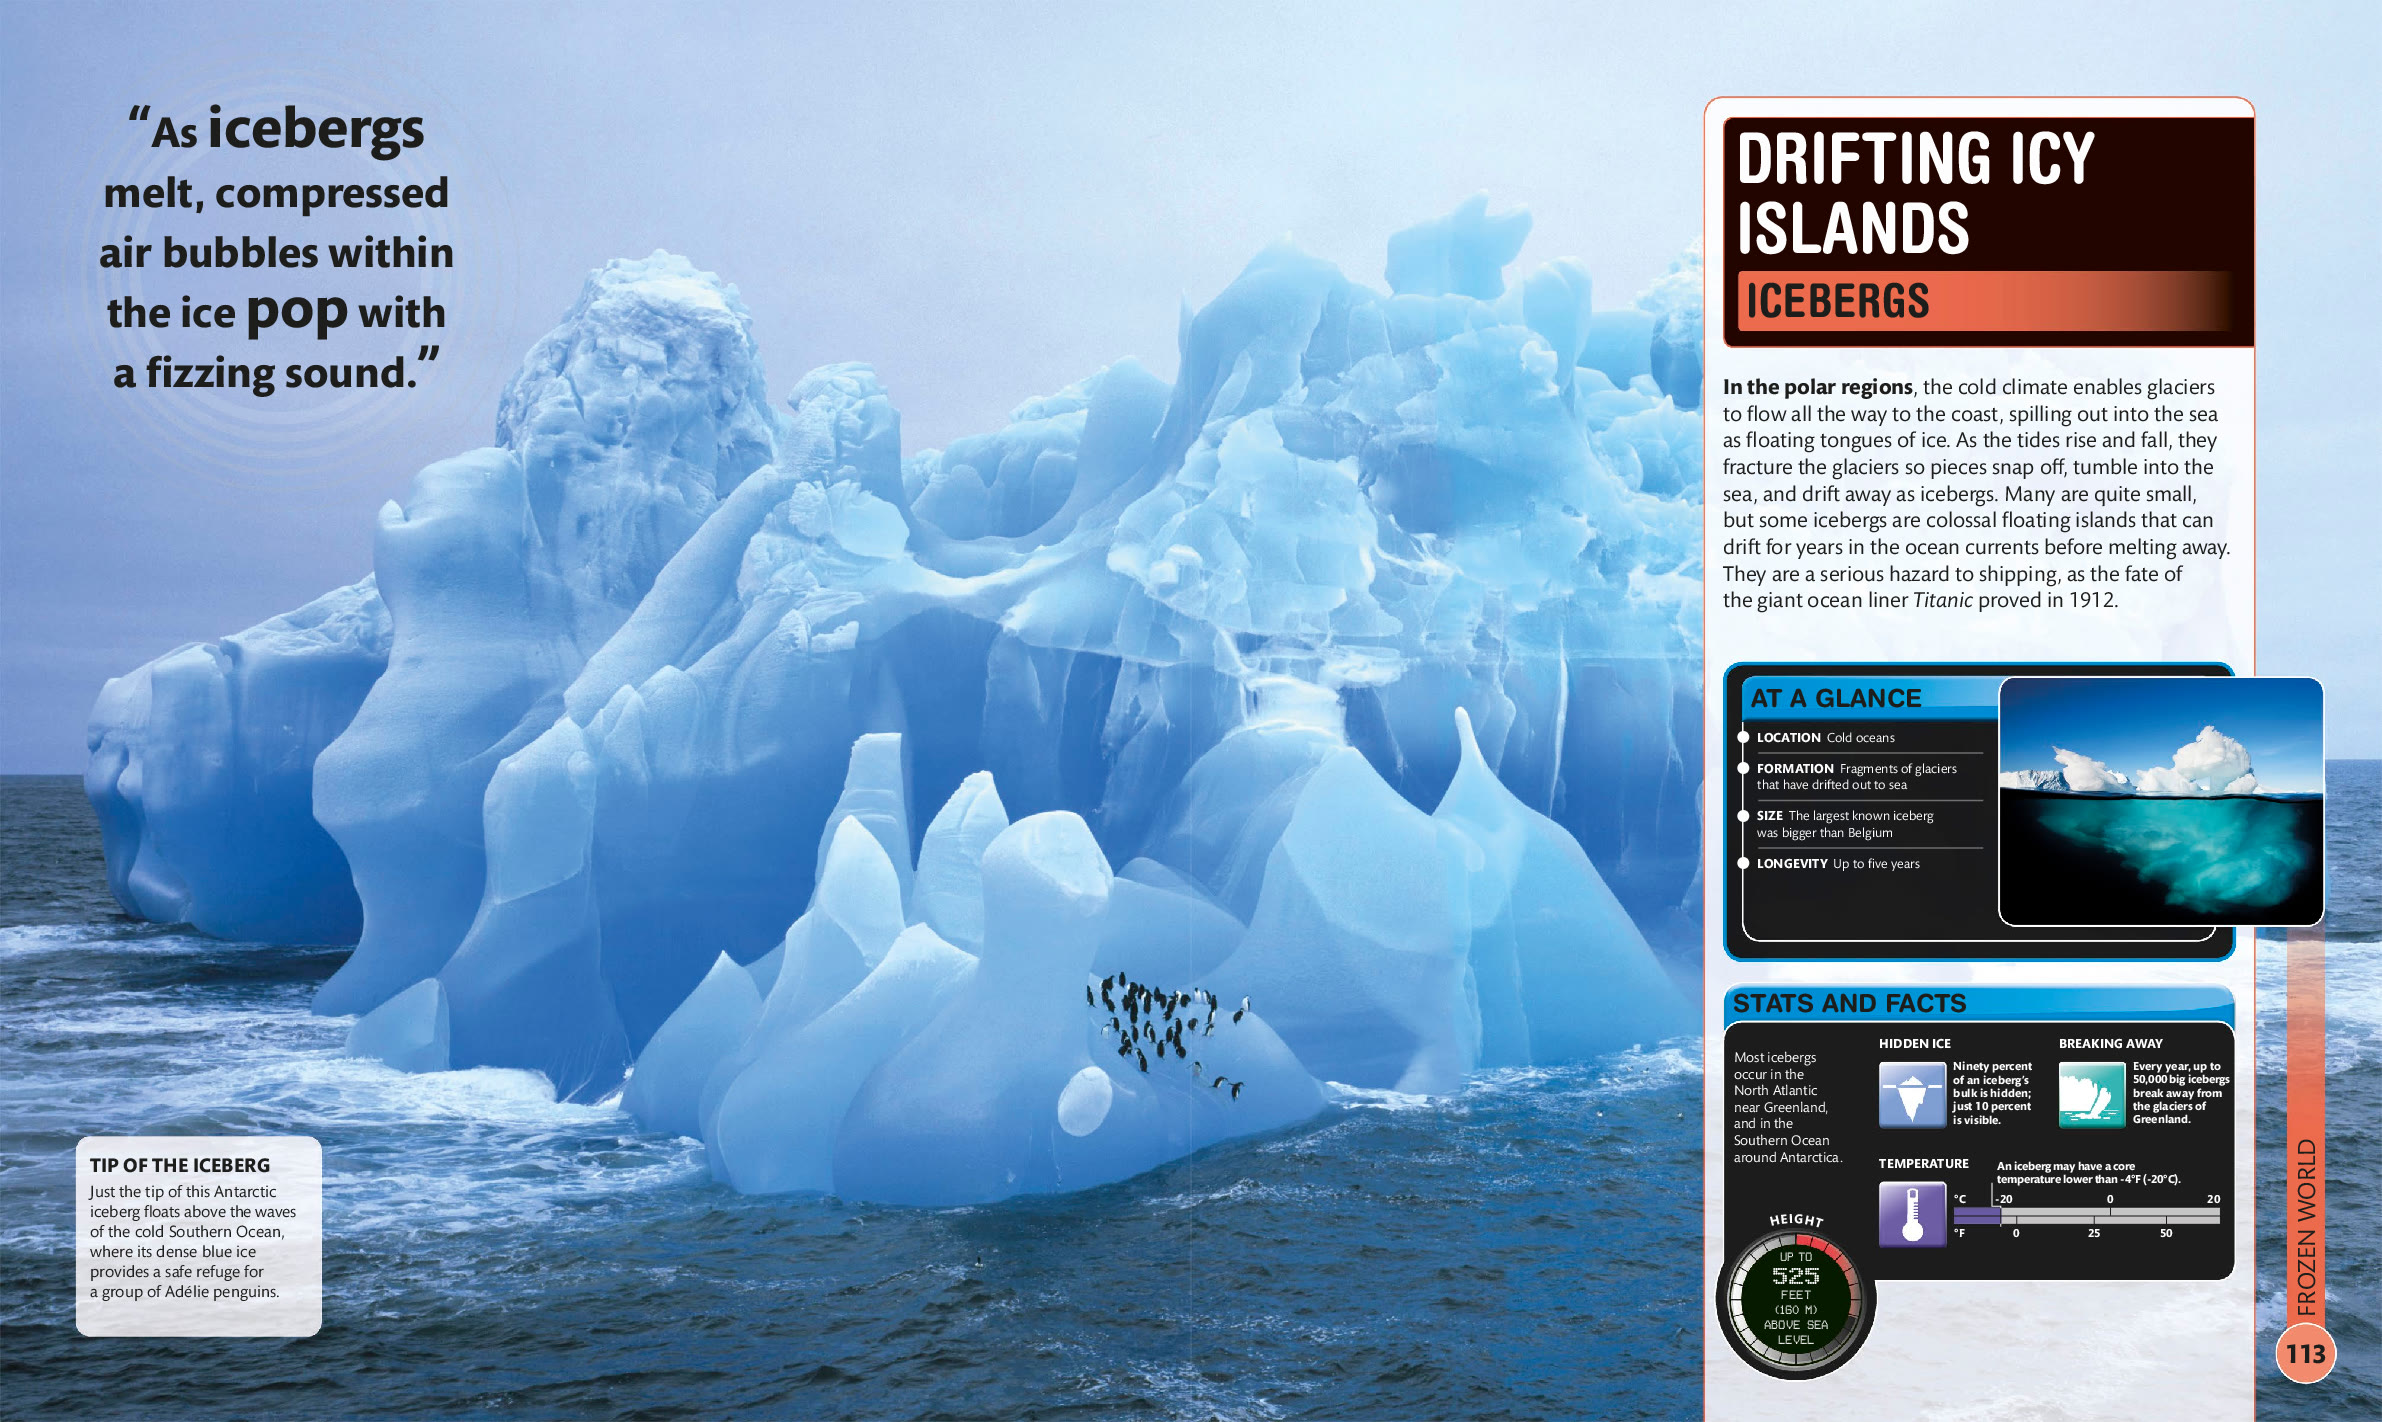 “As icebergs
melt, compressed
air bubbles within
the ice pop with
a fizzing sound.”
TIP OF THE ICEBERG
Just the tip of this Antarctic
iceberg floats above the waves
of the cold Southern Ocean,
where its dense blue ice
provides a safe refuge for
a group of Adélie penguins.
DRIFTING ICY
ISLANDS
ICEBERGS
In the polar regions, the cold climate enables glaciers
to flow all the way to the coast, spilling out into the sea
as floating tongues of ice. As the tides rise and fall, they
fracture the glaciers so pieces snap off, tumble into the
sea, and drift away as icebergs. Many are quite small,
but some icebergs are colossal floating islands that can
drift for years in the ocean currents before melting away.
They are a serious hazard to shipping, as the fate of
the giant ocean liner Titanic proved in 1912.
AT A GLANCE
LOCATION Cold oceans
FORMATION Fragments of glaciers
that have drifted out to sea
SIZE The largest known iceberg
was bigger than Belgium
LONGEVITY Up to five years
STATS AND FACTS
Most icebergs
occur in the
North Atlantic
near Greenland,
and in the
Southern Ocean
around Antarctica.
HIDDEN ICE
Ninety percent
of an iceberg’s
bulk is hidden;
just 10 percent
is visible.
BREAKING AWAY
Every year, up to
50,000 big icebergs
break away from
the glaciers of
Greenland.
TEMPERATURE
An iceberg may have a core
temperature lower than -4°F (-20°C).
°C -20 0 20
°F 0 25 50
HEIGHT
UP TO
525
FEET
(160 M)
ABOVE SEA
LEVEL
FROZEN WORLD
113